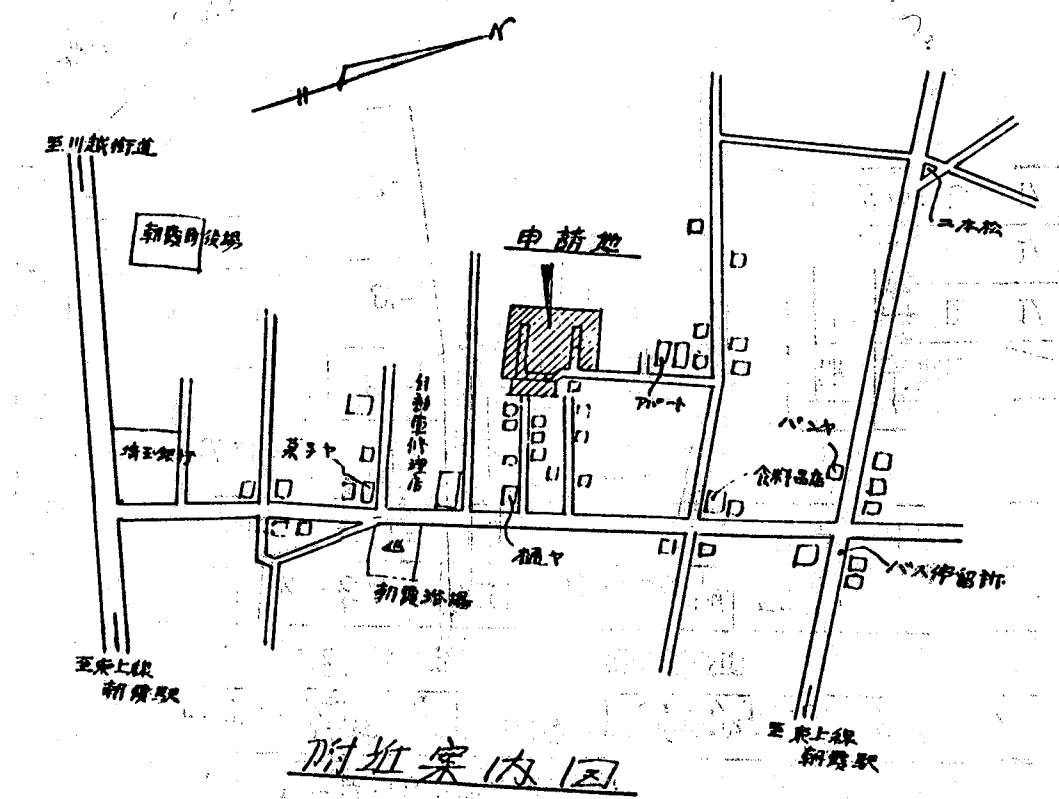 N
至川越街道
朝霞町役場
申請地
二本松
自動車修理店
アパート
パンヤ
埼玉銀行
菓子ヤ
食料品店
桶ヤ
朝霞浴場
バス停留所
至東上線
朝霞駅
至東上線
朝霞駅
附近案内図